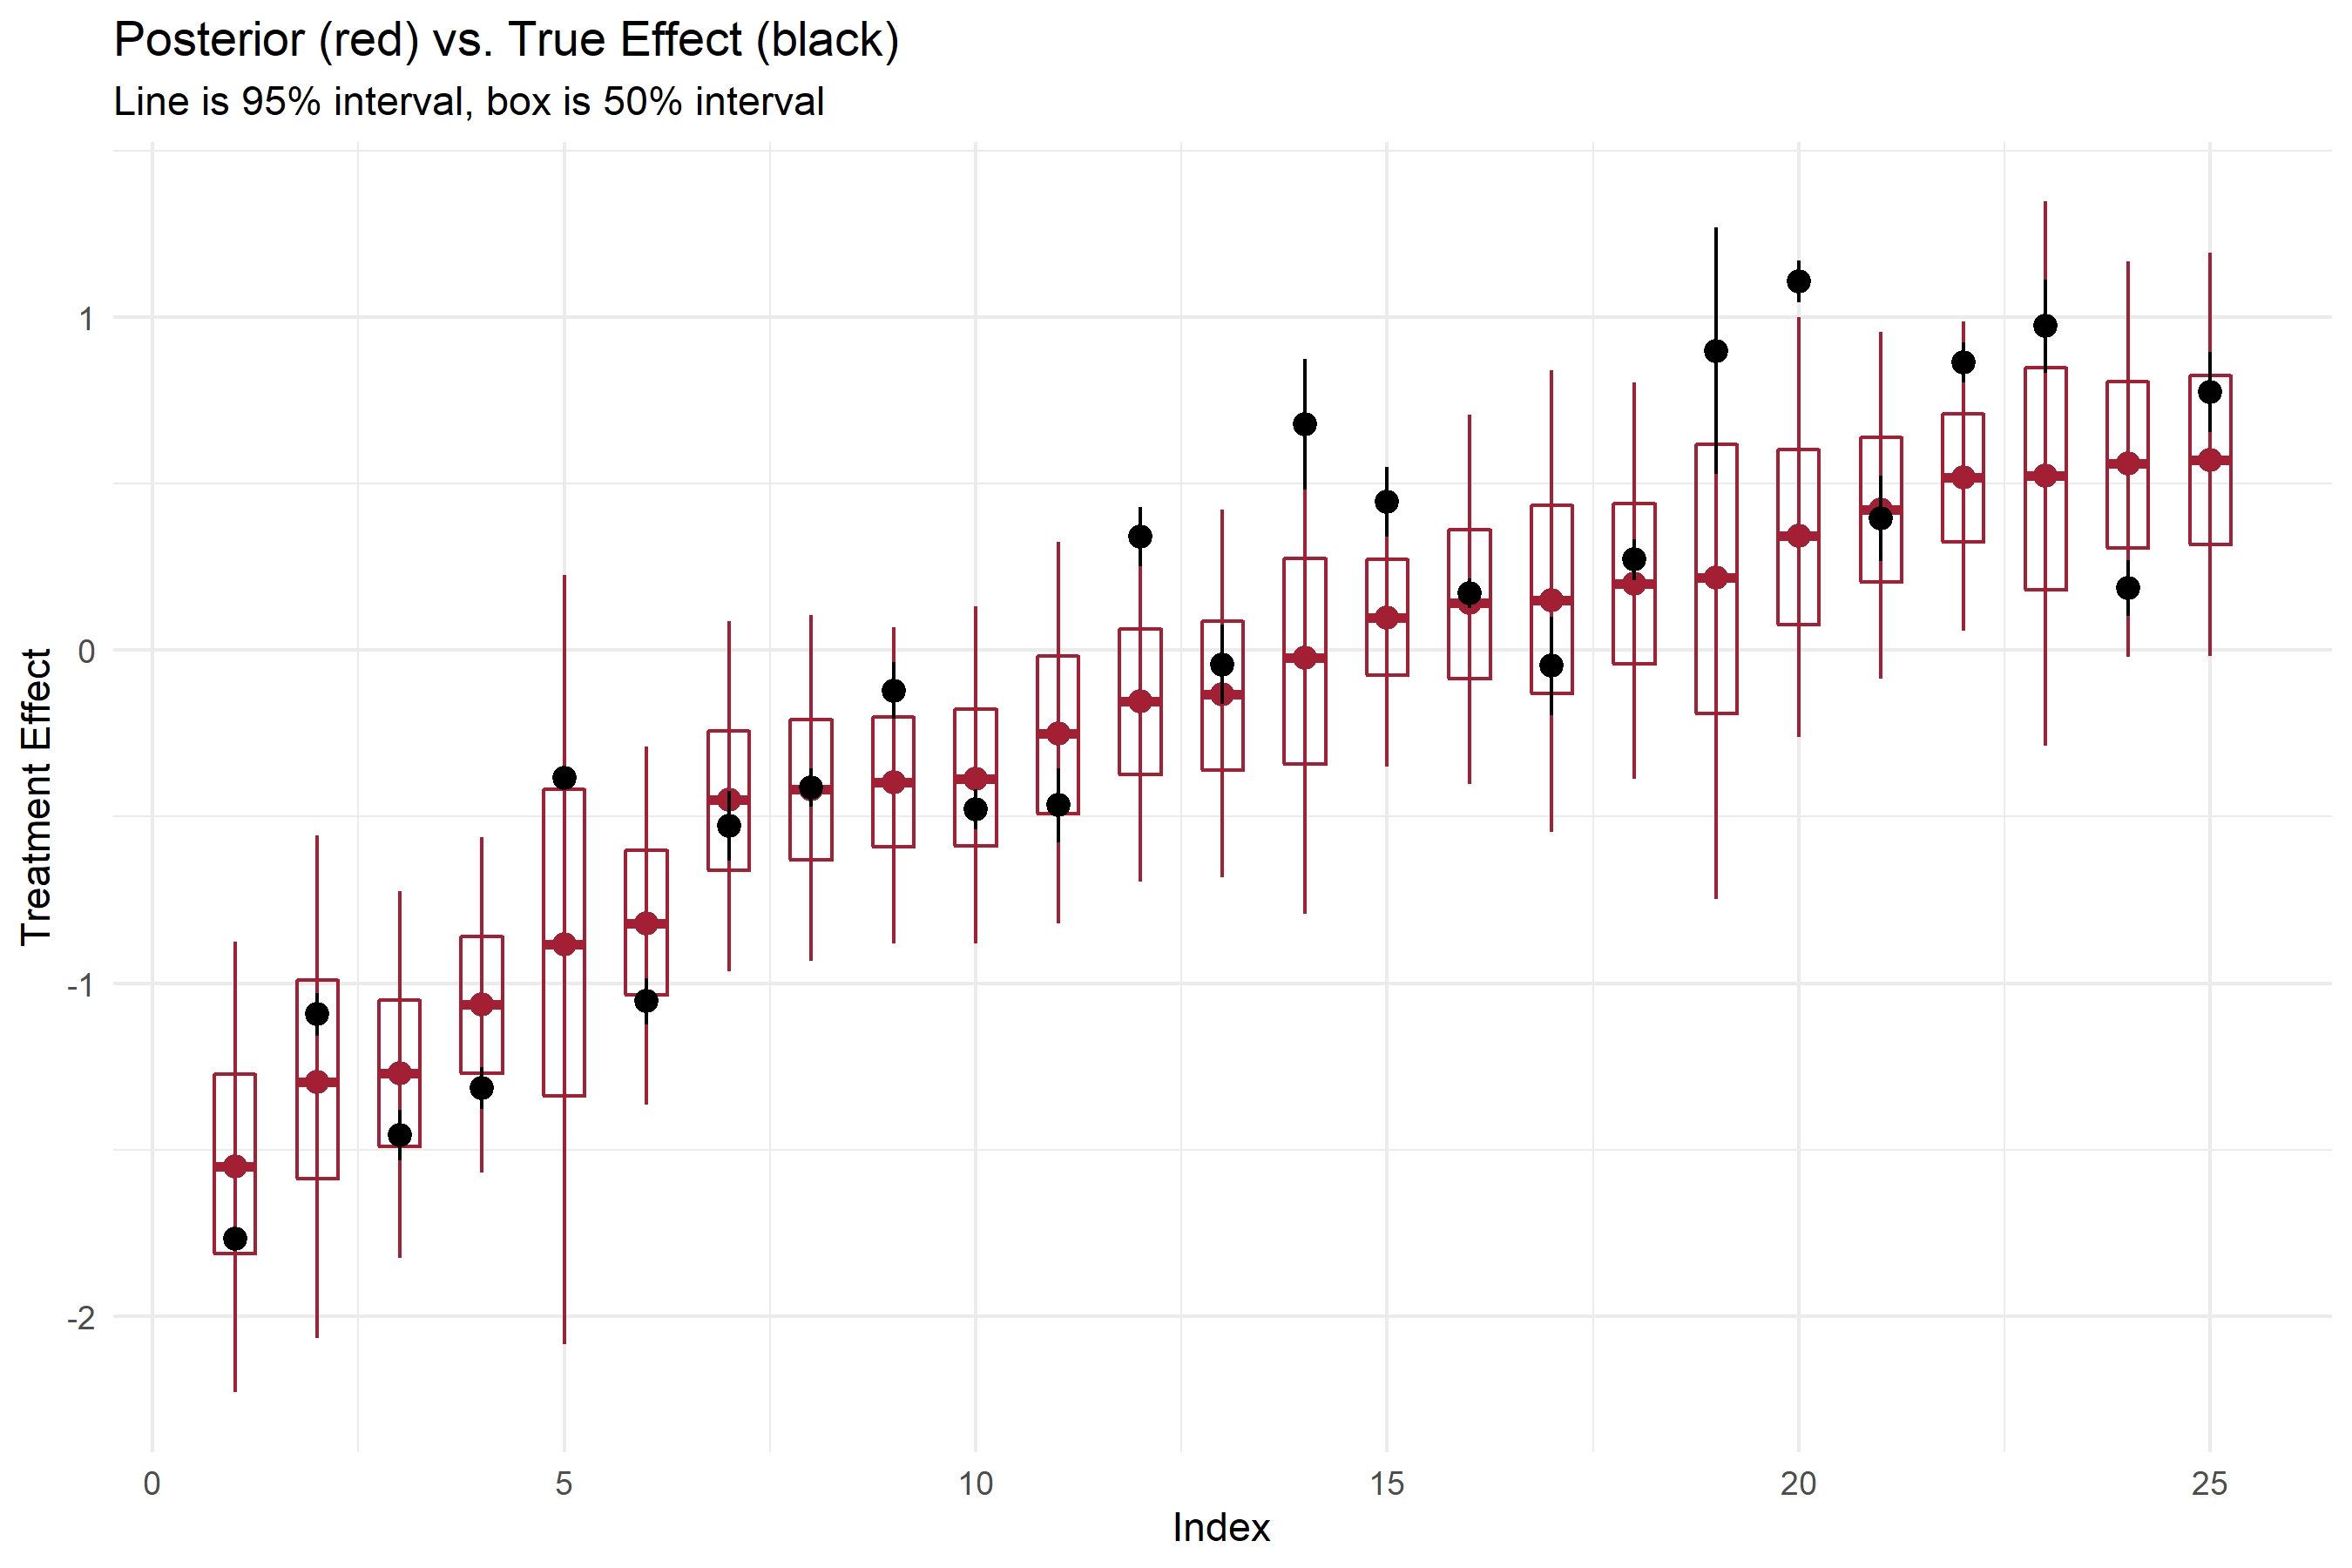 Posterior (red) vs. True Effect (black)
Line is 95% interval, box is 50% interval
Treatment Effect
1
0
-1
-2
0 5 10 15 20 25
Index